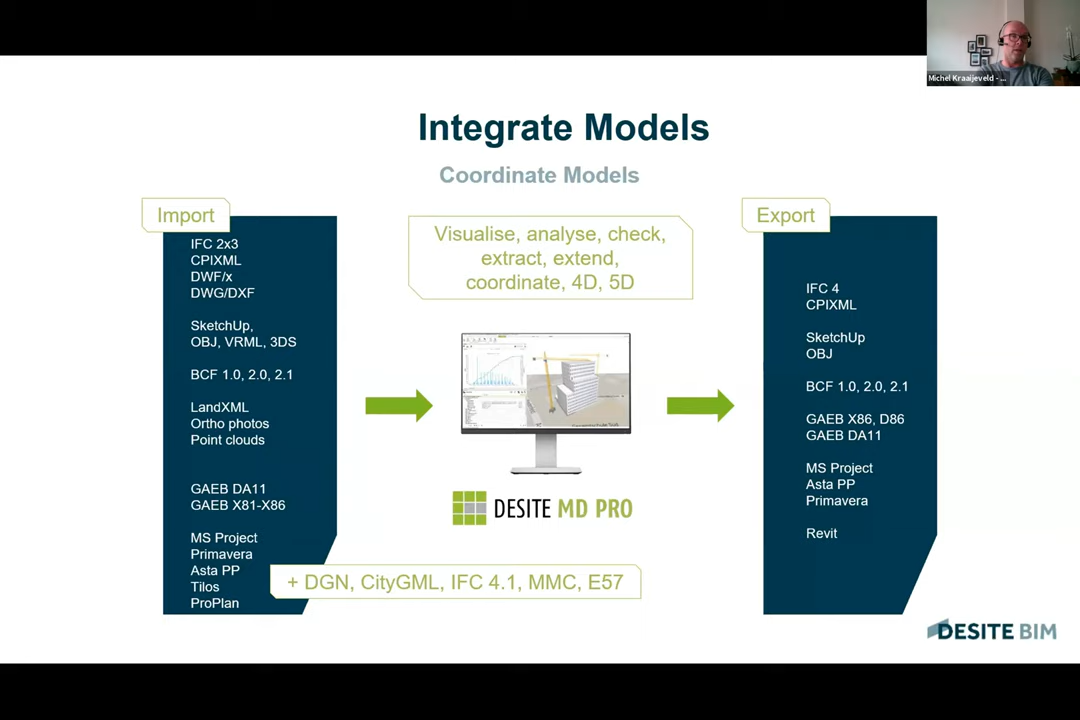 Michel Kraaijeveld - ...
Integrate Models
Coordinate Models
Import
IFC 2x3
CPIXML
DWF/x
DWG/DXF
SketchUp,
OBJ, VRML, 3DS
BCF 1.0, 2.0, 2.1
LandXML
Ortho photos
Point clouds
GAEB DA11
GAEB X81-X86
MS Project
Primavera
Asta PP
Tilos
ProPlan
+ DGN, CityGML, IFC 4.1, MMC, E57
Visualise, analyse, check,
extract, extend,
coordinate, 4D, 5D
DESITE MD PRO
Export
IFC 4
CPIXML
SketchUp
OBJ
BCF 1.0, 2.0, 2.1
GAEB X86, D86
GAEB DA11
MS Project
Asta PP
Primavera
Revit
DESITE BIM